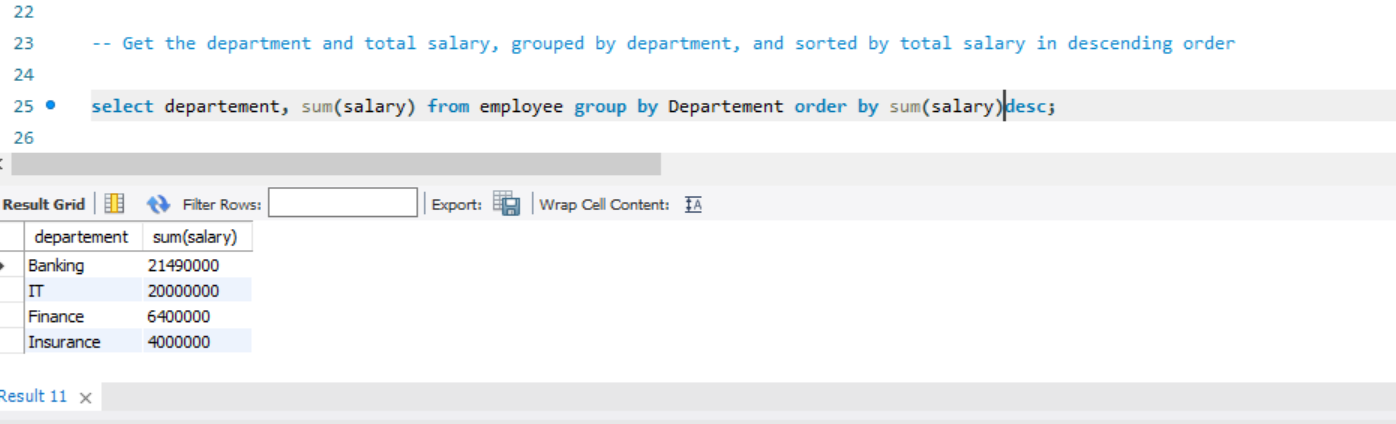 22
23 -- Get the department and total salary, grouped by department, and sorted by total salary in descending order
24
25 select departement, sum(salary) from employee group by Departement order by sum(salary)desc;
26
Result Grid Filter Rows: Export: Wrap Cell Content: IA
departement sum(salary)
Banking 21490000
IT 20000000
Finance 6400000
Insurance 4000000
Result 11 ×